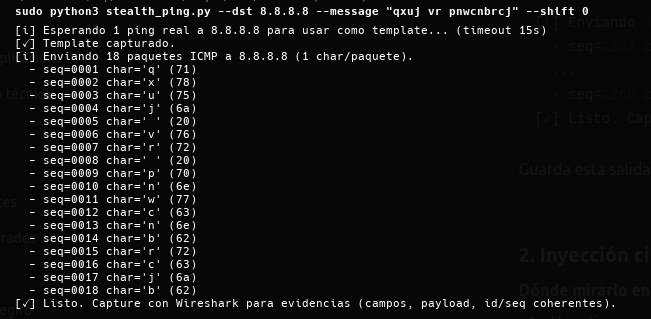 sudo python3 stealth_ping.py --dst 8.8.8.8 --message "qxuj vr pnwcnbrcj" --shift 0
[i] Esperando 1 ping real a 8.8.8.8 para usar como template... (timeout 15s)
[✓] Template capturado.
[i] Enviando 18 paquetes ICMP a 8.8.8.8 (1 char/paquete).
- seq=0001 char='q' (71)
- seq=0002 char='x' (78)
- seq=0003 char='u' (75)
- seq=0004 char='j' (6a)
- seq=0005 char=' ' (20)
- seq=0006 char='v' (76)
- seq=0007 char='r' (72)
- seq=0008 char=' ' (20)
- seq=0009 char='p' (70)
- seq=0010 char='n' (6e)
- seq=0011 char='w' (77)
- seq=0012 char='c' (63)
- seq=0013 char='n' (6e)
- seq=0014 char='b' (62)
- seq=0015 char='r' (72)
- seq=0016 char='c' (63)
- seq=0017 char='j' (6a)
- seq=0018 char='b' (62)
[✓] Listo. Capture con Wireshark para evidencias (campos, payload, id/seq coherentes).
[i] Enviando
- seq=
...
- seq=
[✓] Listo. Cap
Guarda esta salida
2. Inyección ci
Dónde mirarlo en